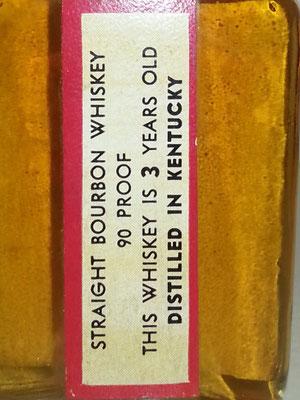 STRAIGHT BOURBON WHISKEY
90 PROOF
THIS WHISKEY IS 3 YEARS OLD
DISTILLED IN KENTUCKY